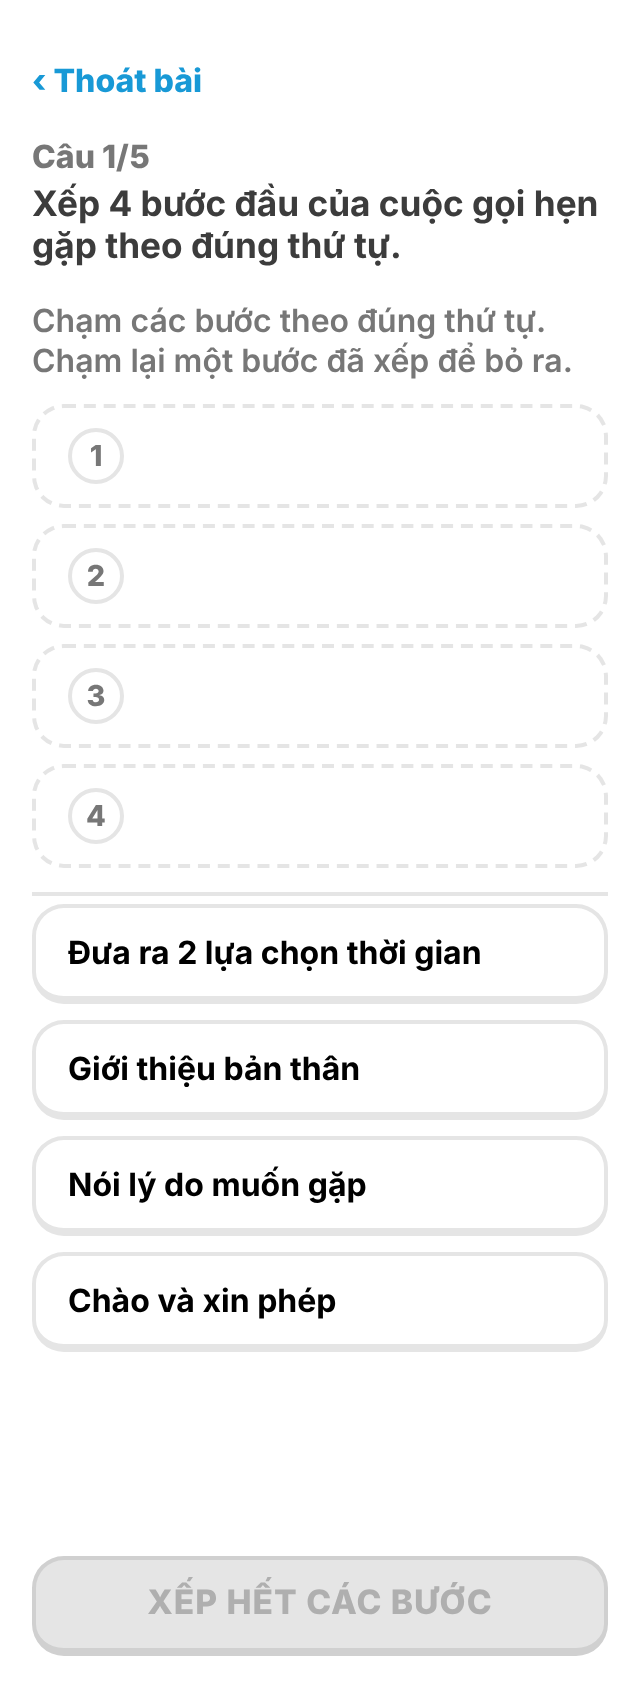 ‹ Thoát bài
Câu 1/5
Xếp 4 bước đầu của cuộc gọi hẹn
gặp theo đúng thứ tự.
Chạm các bước theo đúng thứ tự.
Chạm lại một bước đã xếp để bỏ ra.
1
2
3
4
Đưa ra 2 lựa chọn thời gian
Giới thiệu bản thân
Nói lý do muốn gặp
Chào và xin phép
XẾP HẾT CÁC BƯỚC